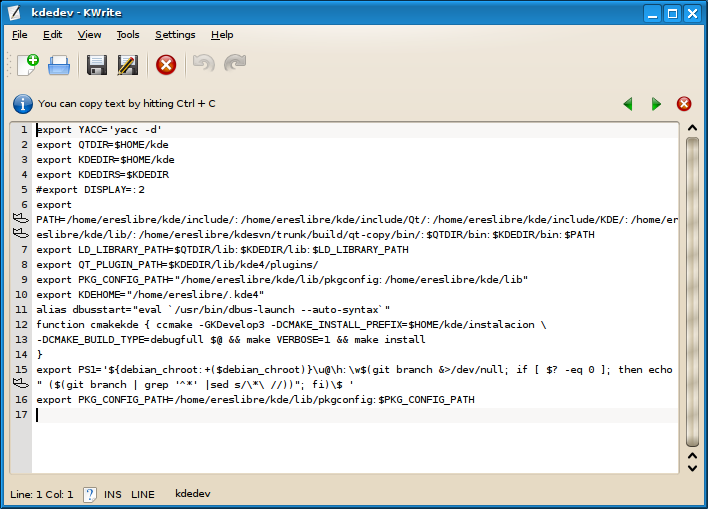 kdedev - KWrite
File Edit View Tools Settings Help
You can copy text by hitting Ctrl + C
1 export YACC='yacc -d'
2 export QTDIR=$HOME/kde
3 export KDEDIR=$HOME/kde
4 export KDEDIRS=$KDEDIR
5 #export DISPLAY=:2
6 export
PATH=/home/ereslibre/kde/include/:/home/ereslibre/kde/include/Qt/:/home/ereslibre/kde/include/KDE/:/home/er
eslibre/kde/lib/:/home/ereslibre/kdesvn/trunk/build/qt-copy/bin/:$QTDIR/bin:$KDEDIR/bin:$PATH
7 export LD_LIBRARY_PATH=$QTDIR/lib:$KDEDIR/lib:$LD_LIBRARY_PATH
8 export QT_PLUGIN_PATH=$KDEDIR/lib/kde4/plugins/
9 export PKG_CONFIG_PATH="/home/ereslibre/kde/lib/pkgconfig:/home/ereslibre/kde/lib"
10 export KDEHOME="/home/ereslibre/.kde4"
11 alias dbusstart="eval `/usr/bin/dbus-launch --auto-syntax`"
12 function cmakekde { ccmake -GKDevelop3 -DCMAKE_INSTALL_PREFIX=$HOME/kde/instalacion \
13 -DCMAKE_BUILD_TYPE=debugfull $@ && make VERBOSE=1 && make install
14 }
15 export PS1='${debian_chroot:+($debian_chroot)}\u@\h:\w$(git branch &>/dev/null; if [ $? -eq 0 ]; then echo
" ($(git branch | grep '^*' |sed s/\*\ //))"; fi)\$ '
16 export PKG_CONFIG_PATH=/home/ereslibre/kde/lib/pkgconfig:$PKG_CONFIG_PATH
17
Line: 1 Col: 1 INS LINE kdedev